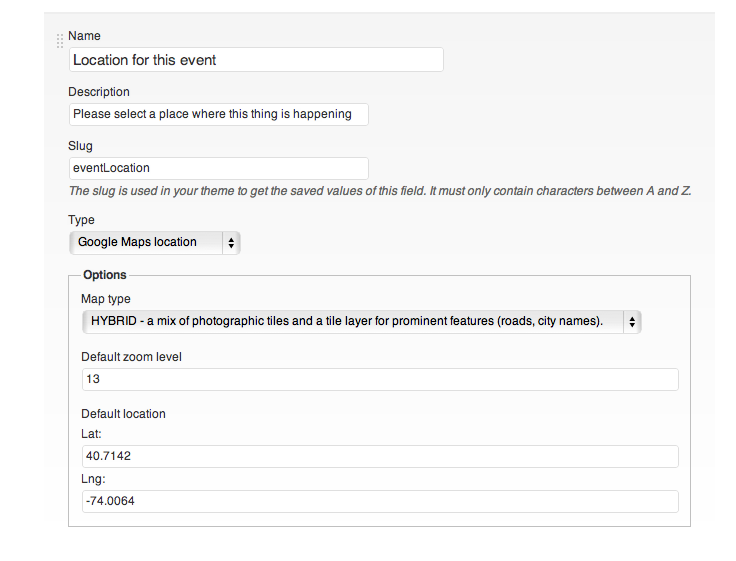 Name
Location for this event
Description
Please select a place where this thing is happening
Slug
eventLocation
The slug is used in your theme to get the saved values of this field. It must only contain characters between A and Z.
Type
Google Maps location
Options
Map type
HYBRID - a mix of photographic tiles and a tile layer for prominent features (roads, city names).
Default zoom level
13
Default location
Lat:
40.7142
Lng:
-74.0064